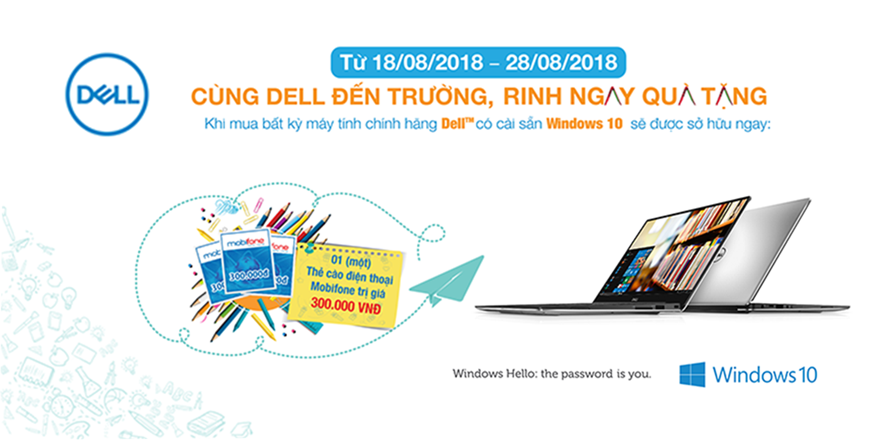 Từ 18/08/2018 – 28/08/2018
DELL
CÙNG DELL ĐẾN TRƯỜNG, RINH NGAY QUÀ TẶNG
Khi mua bất kỳ máy tính chính hãng Dell™ có cài sẵn Windows 10 sẽ được sở hữu ngay:
mobifone
300.000đ
01 (một)
Thẻ cào điện thoại
Mobifone trị giá
300.000 VNĐ
Windows Hello: the password is you.
Windows 10